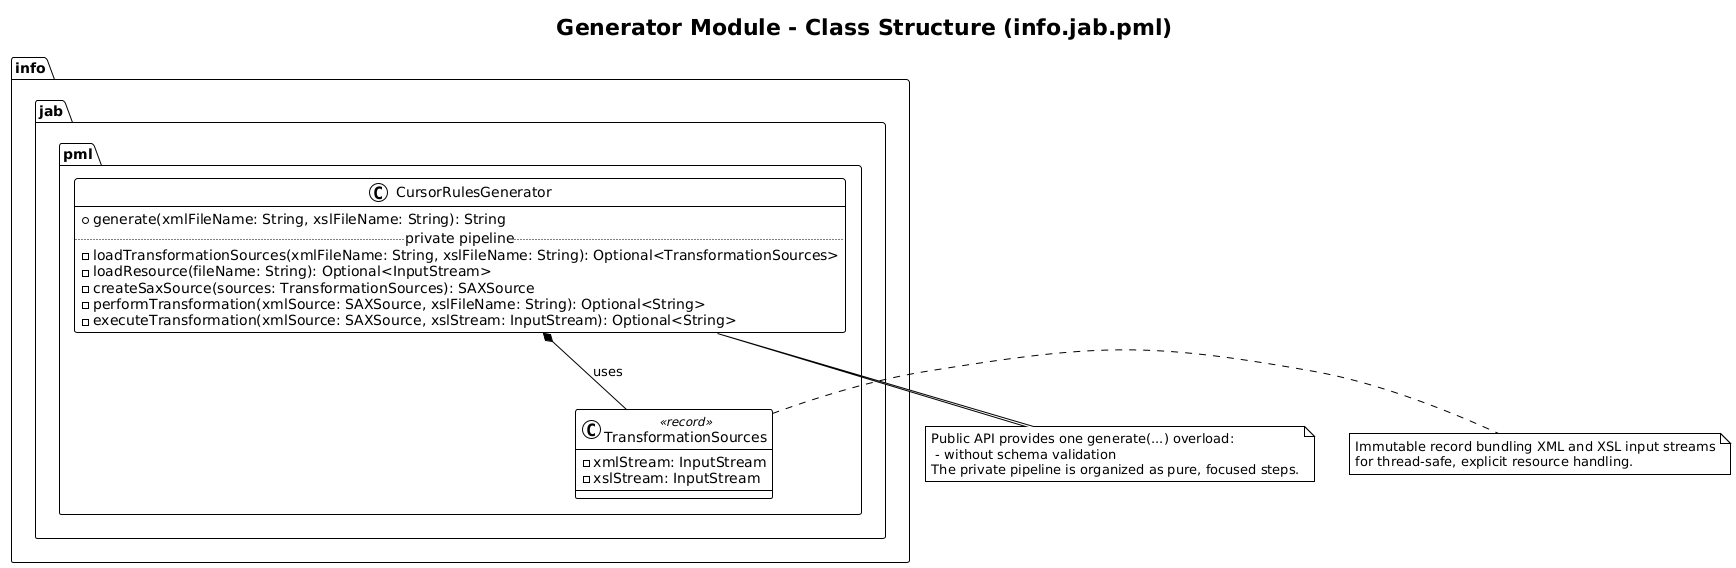 Generator Module - Class Structure (info.jab.pml)
info
jab
pml
C CursorRulesGenerator
generate(xmlFileName: String, xslFileName: String): String
private pipeline
loadTransformationSources(xmlFileName: String, xslFileName: String): Optional<TransformationSources>
loadResource(fileName: String): Optional<InputStream>
createSaxSource(sources: TransformationSources): SAXSource
performTransformation(xmlSource: SAXSource, xslFileName: String): Optional<String>
executeTransformation(xmlSource: SAXSource, xslStream: InputStream): Optional<String>
uses
«record»
C TransformationSources
xmlStream: InputStream
xslStream: InputStream
Public API provides one generate(...) overload:
- without schema validation
The private pipeline is organized as pure, focused steps.
Immutable record bundling XML and XSL input streams
for thread-safe, explicit resource handling.